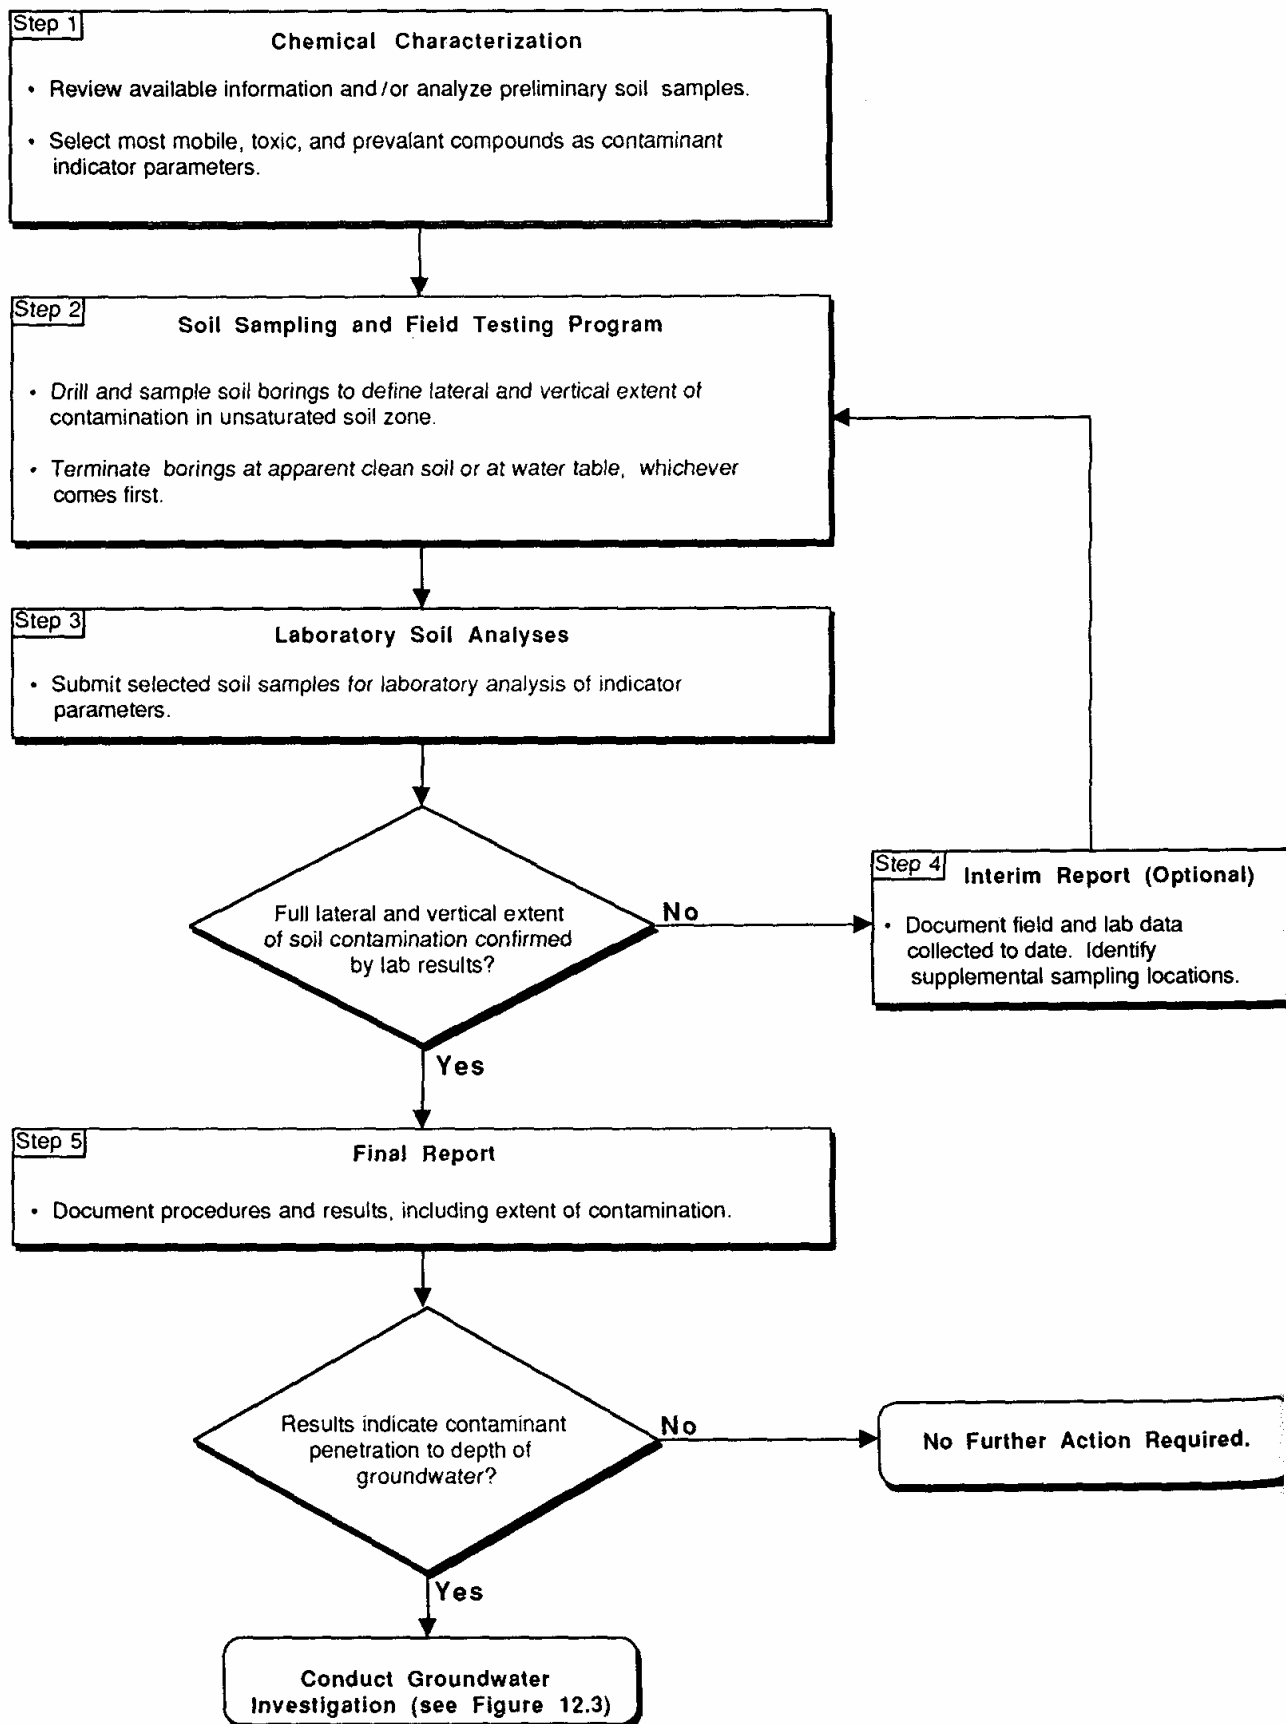 Step 1
Chemical Characterization
• Review available information and/or analyze preliminary soil samples.
• Select most mobile, toxic, and prevalant compounds as contaminant
indicator parameters.
Step 2
Soil Sampling and Field Testing Program
• Drill and sample soil borings to define lateral and vertical extent of
contamination in unsaturated soil zone.
• Terminate borings at apparent clean soil or at water table, whichever
comes first.
Step 3
Laboratory Soil Analyses
• Submit selected soil samples for laboratory analysis of indicator
parameters.
Full lateral and vertical extent
of soil contamination confirmed
by lab results?
No
Step 4
Interim Report (Optional)
• Document field and lab data
collected to date. Identify
supplemental sampling locations.
Yes
Step 5
Final Report
• Document procedures and results, including extent of contamination.
Results indicate contaminant
penetration to depth of
groundwater?
No
No Further Action Required.
Yes
Conduct Groundwater
Investigation (see Figure 12.3)